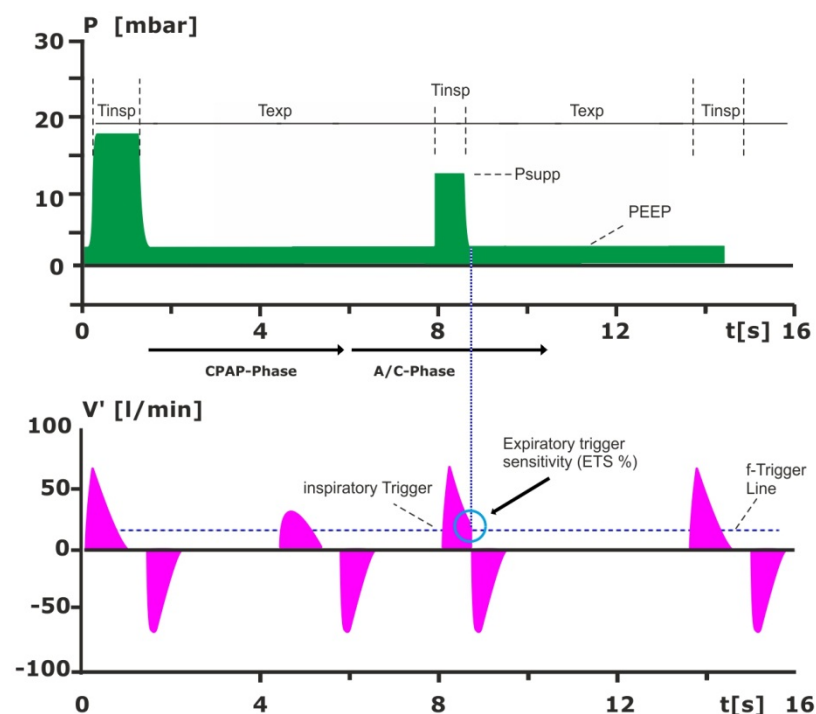 P [mbar]
30
Tinsp
Tinsp
Texp
Texp
Tinsp
20
Psupp
10
PEEP
0
0
4
8
12
t[s]
16
CPAP-Phase
A/C-Phase
V' [l/min]
100
Expiratory trigger
sensitivity (ETS %)
f-Trigger
Line
inspiratory Trigger
50
0
-50
-100
0
4
8
12
t[s]
16